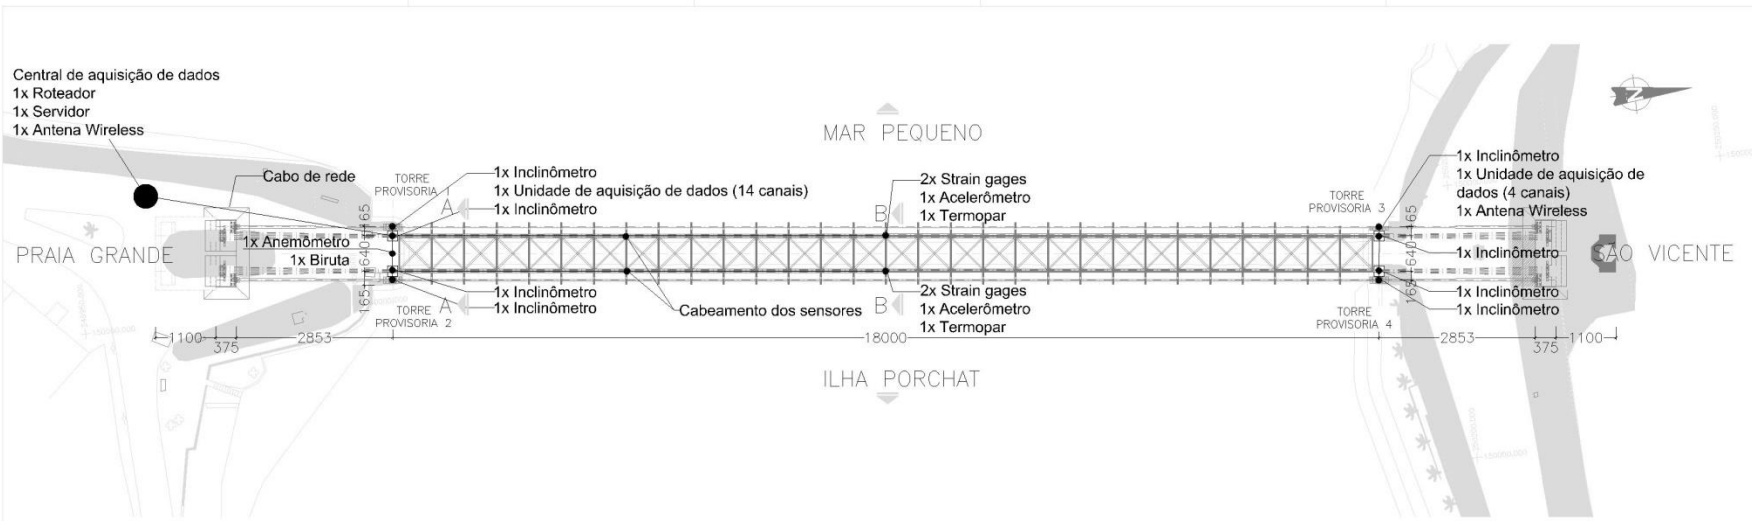 Central de aquisição de dados
1x Roteador
1x Servidor
1x Antena Wireless
Cabo de rede
PRAIA GRANDE
1x Anemômetro
1x Biruta
TORRE
PROVISORIA 1
1x Inclinômetro
1x Unidade de aquisição de dados (14 canais)
1x Inclinômetro
A
165
640
165
1x Inclinômetro
1x Inclinômetro
A
TORRE
PROVISORIA 2
MAR PEQUENO
2x Strain gages
1x Acelerômetro
1x Termopar
B
Cabeamento dos sensores
2x Strain gages
1x Acelerômetro
1x Termopar
B
ILHA PORCHAT
TORRE
PROVISORIA 3
1x Inclinômetro
1x Unidade de aquisição de
dados (4 canais)
1x Antena Wireless
165
640
165
1x Inclinômetro
1x Inclinômetro
1x Inclinômetro
TORRE
PROVISORIA 4
SÃO VICENTE
N
1100
375
2853
18000
2853
375
1100